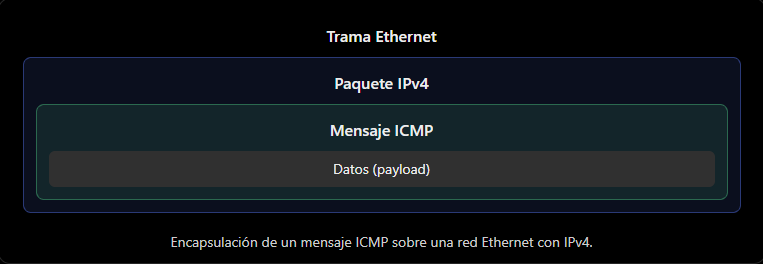 Trama Ethernet
Paquete IPv4
Mensaje ICMP
Datos (payload)
Encapsulación de un mensaje ICMP sobre una red Ethernet con IPv4.